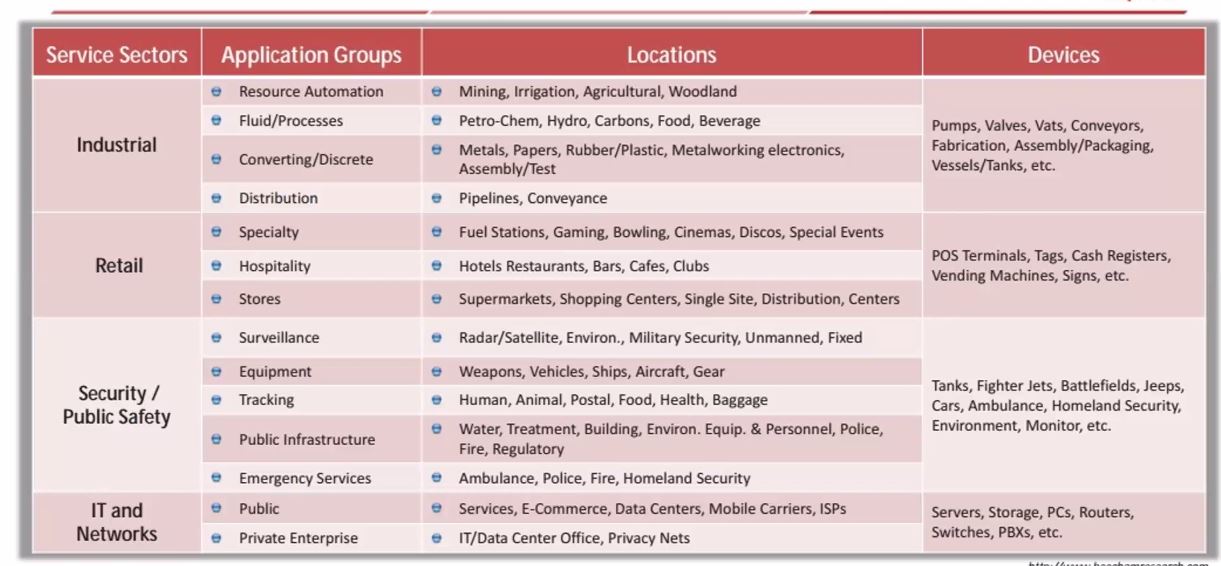 Service Sectors
Application Groups
Locations
Devices
Industrial
Resource Automation
Mining, Irrigation, Agricultural, Woodland
Fluid/Processes
Petro-Chem, Hydro, Carbons, Food, Beverage
Converting/Discrete
Metals, Papers, Rubber/Plastic, Metalworking electronics,
Assembly/Test
Distribution
Pipelines, Conveyance
Pumps, Valves, Vats, Conveyors,
Fabrication, Assembly/Packaging,
Vessels/Tanks, etc.
Retail
Specialty
Fuel Stations, Gaming, Bowling, Cinemas, Discos, Special Events
Hospitality
Hotels Restaurants, Bars, Cafes, Clubs
Stores
Supermarkets, Shopping Centers, Single Site, Distribution, Centers
POS Terminals, Tags, Cash Registers,
Vending Machines, Signs, etc.
Security /
Public Safety
Surveillance
Radar/Satellite, Environ., Military Security, Unmanned, Fixed
Equipment
Weapons, Vehicles, Ships, Aircraft, Gear
Tracking
Human, Animal, Postal, Food, Health, Baggage
Public Infrastructure
Water, Treatment, Building, Environ. Equip. & Personnel, Police,
Fire, Regulatory
Emergency Services
Ambulance, Police, Fire, Homeland Security
Tanks, Fighter Jets, Battlefields, Jeeps,
Cars, Ambulance, Homeland Security,
Environment, Monitor, etc.
IT and
Networks
Public
Services, E-Commerce, Data Centers, Mobile Carriers, ISPs
Private Enterprise
IT/Data Center Office, Privacy Nets
Servers, Storage, PCs, Routers,
Switches, PBXs, etc.